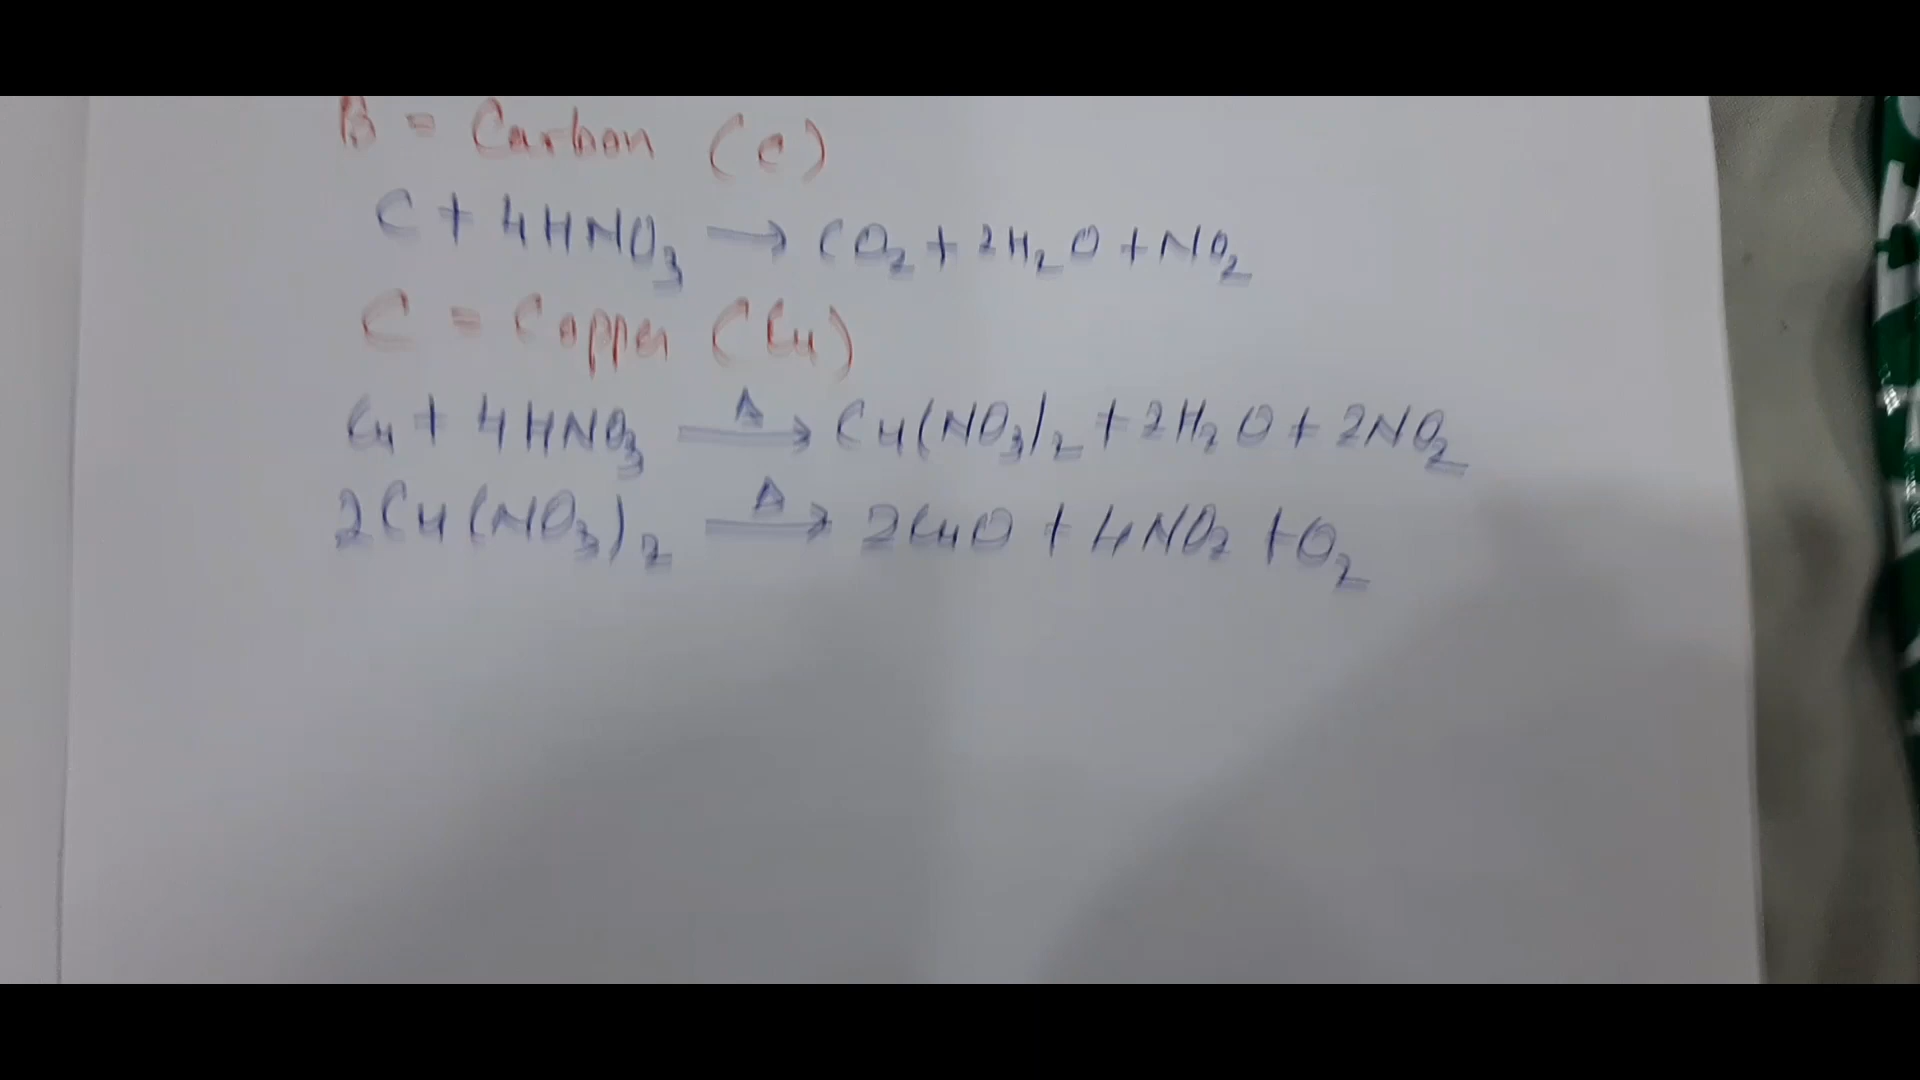 B = Carbon (C)
C + 4HNO₃ → CO₂ + 2H₂O + NO₂
C = Copper (Cu)
Cu + 4HNO₃ Δ→ Cu(NO₃)₂ + 2H₂O + 2NO₂
2Cu(NO₃)₂ Δ→ 2CuO + 4NO₂ + O₂